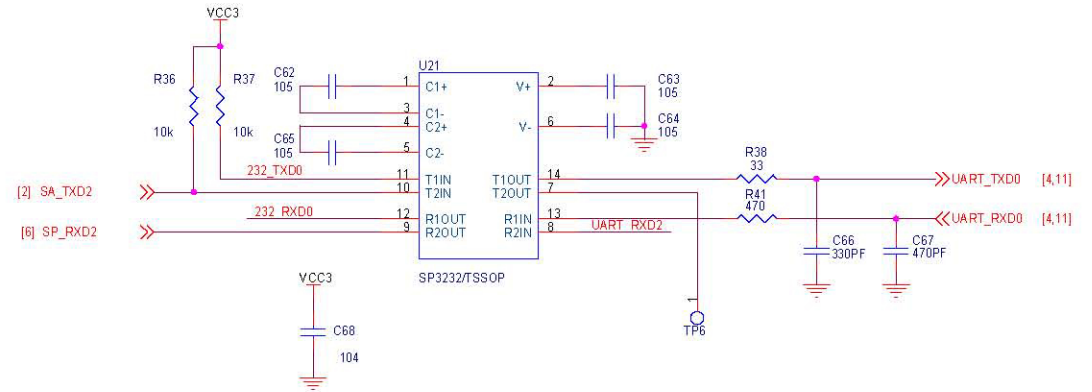 VCC3
R36
R37
10k
10k
C62
105
C65
105
U21
1
C1+
3
C1-
4
C2+
5
C2-
11
T1IN
10
T2IN
12
R1OUT
9
R2OUT
V+
2
V-
6
T1OUT
14
T2OUT
7
R1IN
13
R2IN
8
SP3232/TSSOP
C63
105
C64
105
232_TXD0
[2] SA_TXD2
232_RXD0
[6] SP_RXD2
R38
33
R41
470
UART_TXD0 [4,11]
UART_RXD0 [4,11]
UART_RXD2
C66
330PF
C67
470PF
1
TP6
VCC3
C68
104